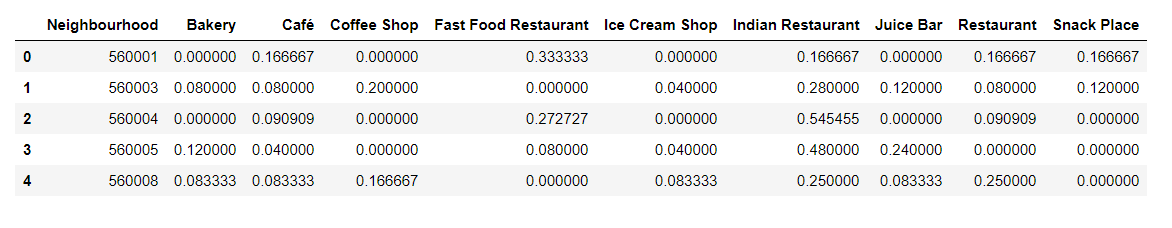 Neighbourhood Bakery Café Coffee Shop Fast Food Restaurant Ice Cream Shop Indian Restaurant Juice Bar Restaurant Snack Place
0 560001 0.000000 0.166667 0.000000 0.333333 0.000000 0.166667 0.000000 0.166667 0.166667
1 560003 0.080000 0.080000 0.200000 0.000000 0.040000 0.280000 0.120000 0.080000 0.120000
2 560004 0.000000 0.090909 0.000000 0.272727 0.000000 0.545455 0.000000 0.090909 0.000000
3 560005 0.120000 0.040000 0.000000 0.080000 0.040000 0.480000 0.240000 0.000000 0.000000
4 560008 0.083333 0.083333 0.166667 0.000000 0.083333 0.250000 0.083333 0.250000 0.000000